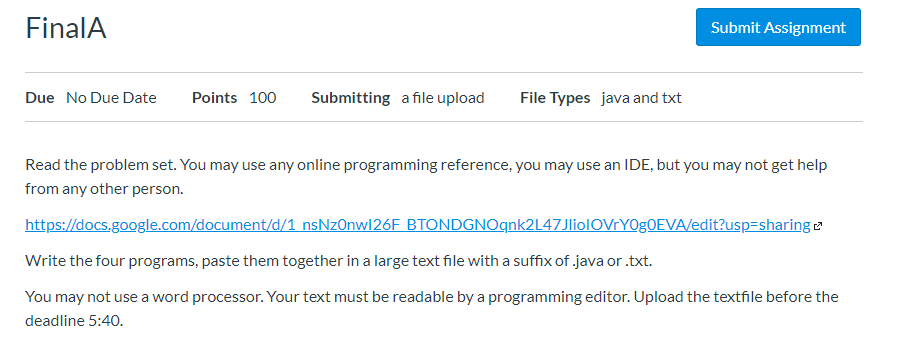 FinalA
Submit Assignment
Due No Due Date Points 100 Submitting a file upload File Types java and txt
Read the problem set. You may use any online programming reference, you may use an IDE, but you may not get help
from any other person.
https://docs.google.com/document/d/1_nsNz0nwI26F_BTONDGNOqnk2L47JIioIOVrY0g0EVA/edit?usp=sharing
Write the four programs, paste them together in a large text file with a suffix of .java or .txt.
You may not use a word processor. Your text must be readable by a programming editor. Upload the textfile before the
deadline 5:40.